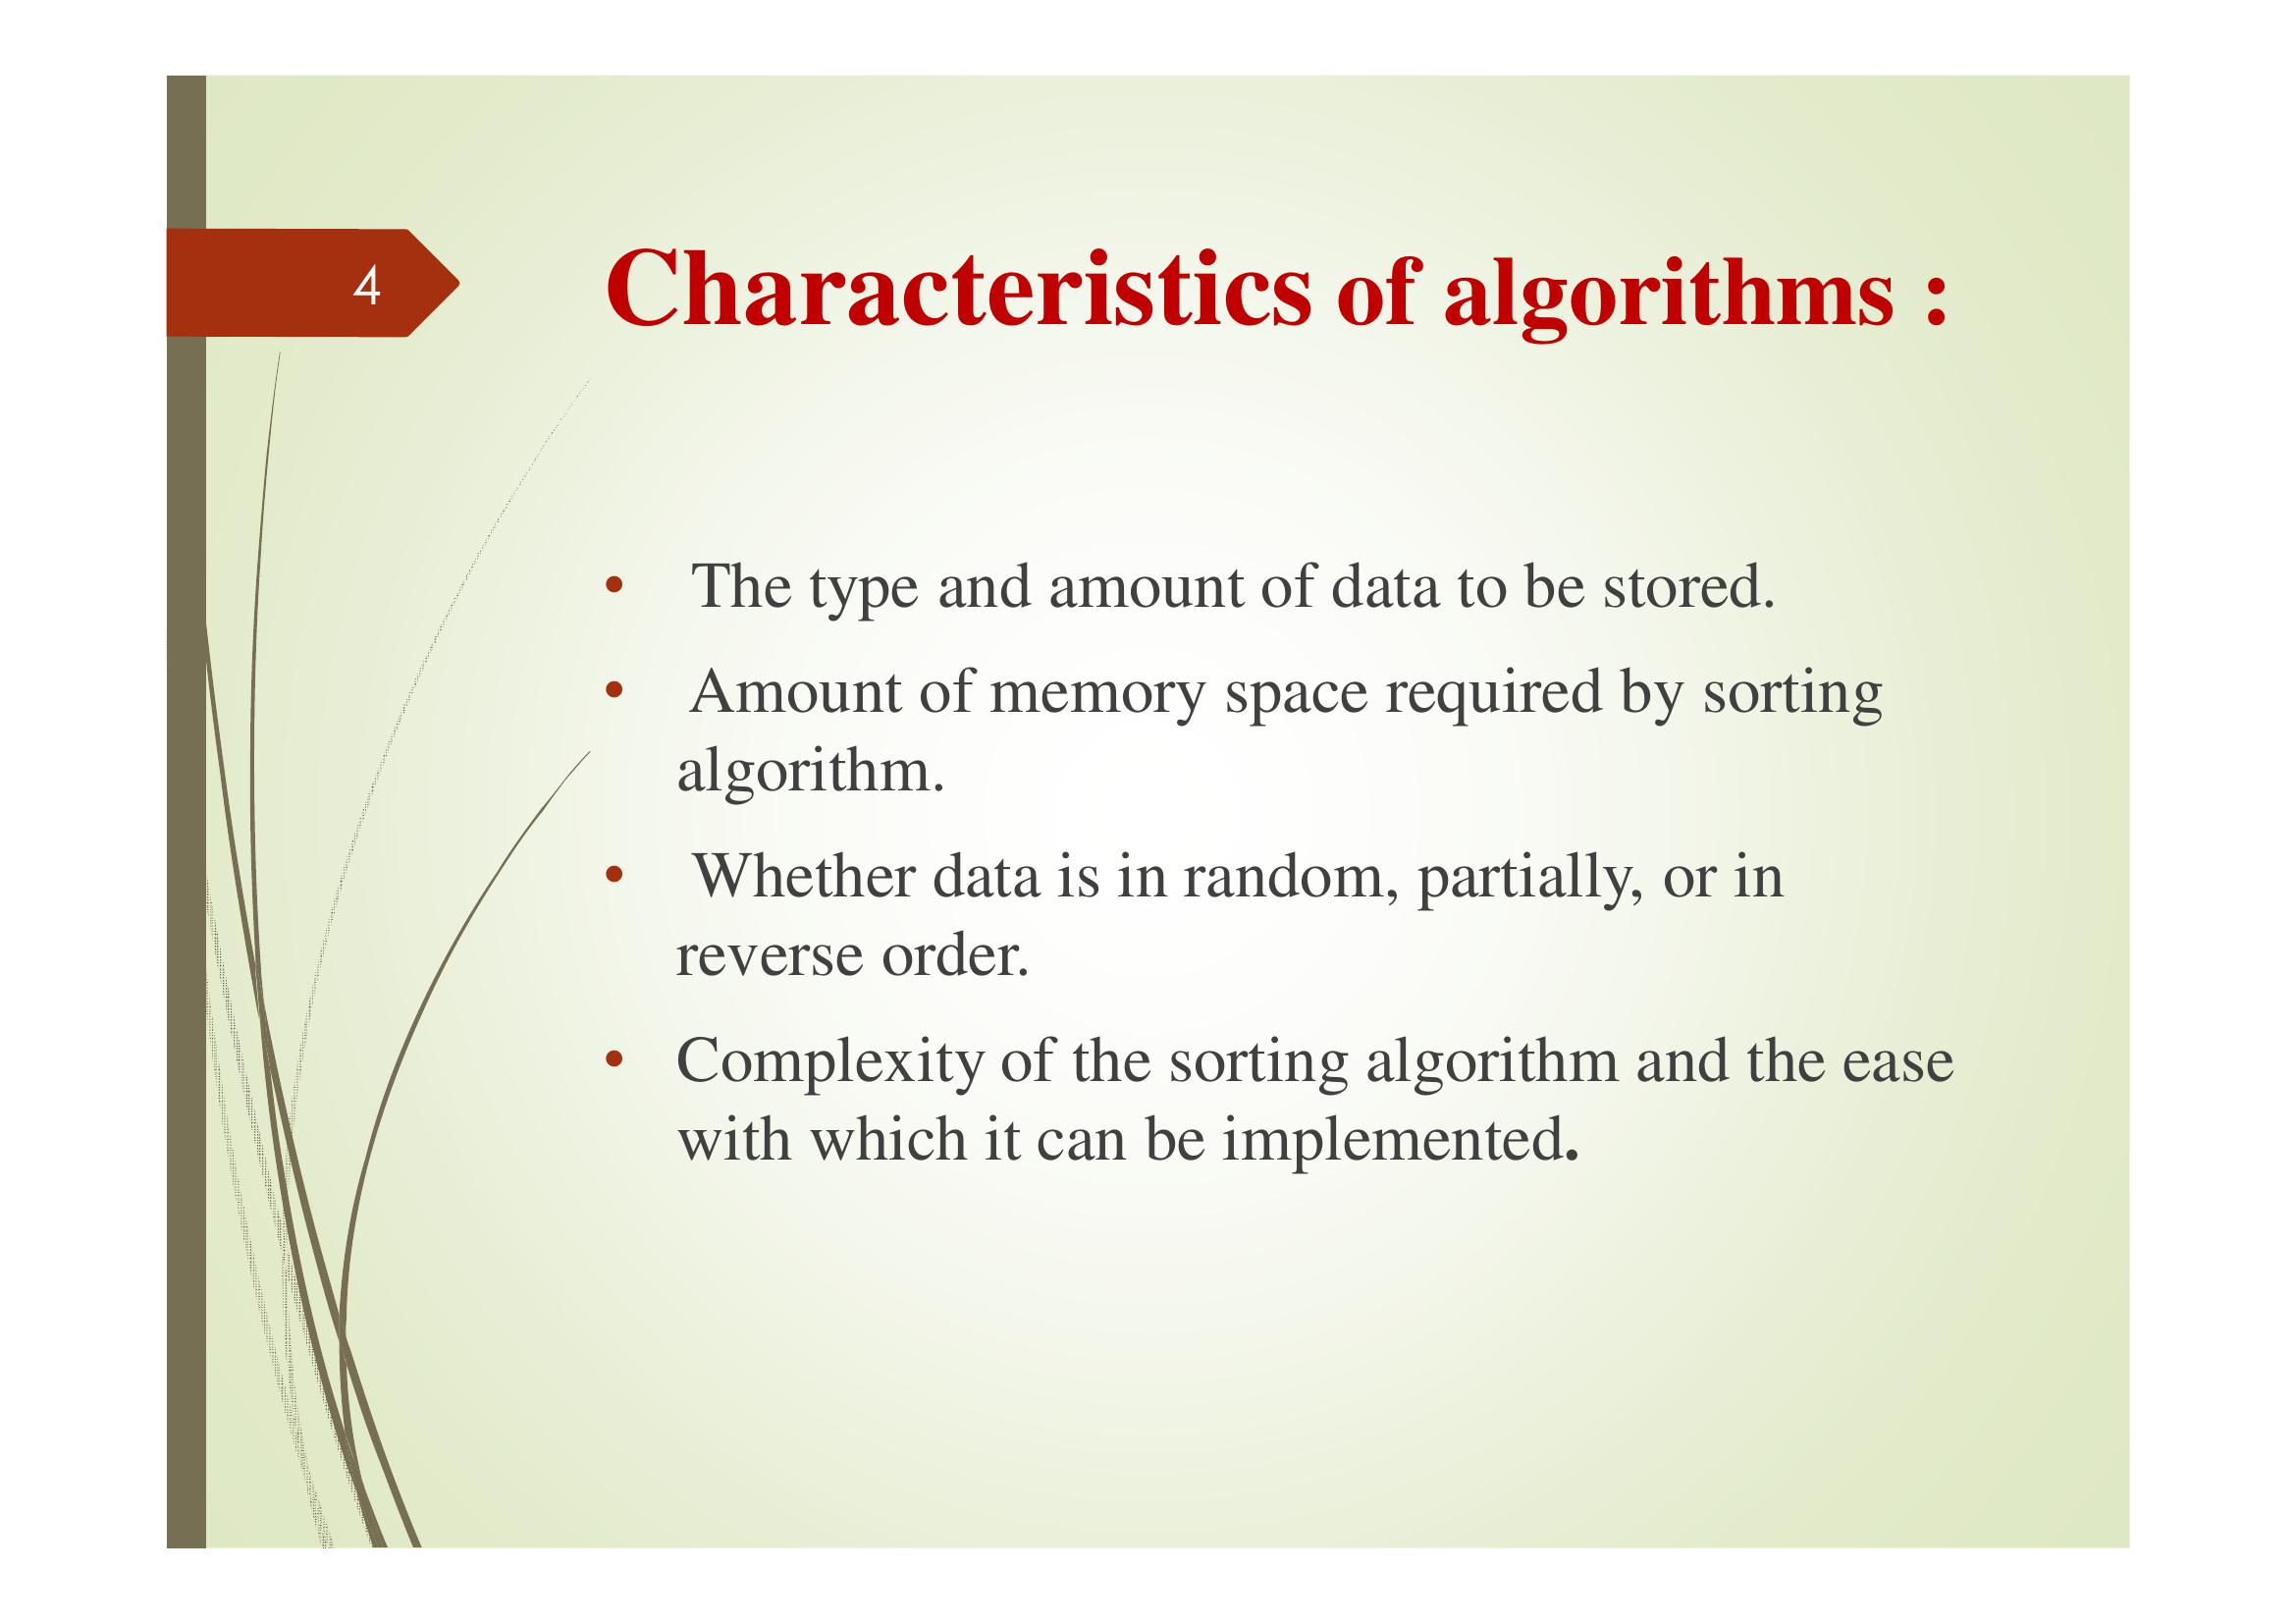 4
Characteristics of algorithms :
• The type and amount of data to be stored.
• Amount of memory space required by sorting
algorithm.
• Whether data is in random, partially, or in
reverse order.
• Complexity of the sorting algorithm and the ease
with which it can be implemented.